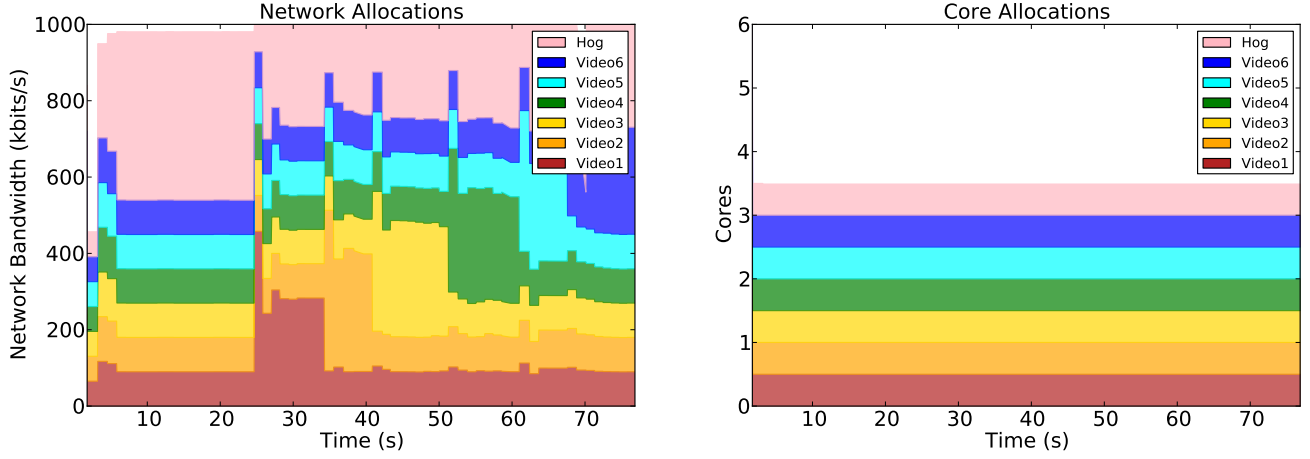 Network Allocations
1000
800
600
400
200
0
Network Bandwidth (kbits/s)
Hog
Video6
Video5
Video4
Video3
Video2
Video1
10 20 30 40 50 60 70
Time (s)
Core Allocations
6
5
4
3
2
1
0
Cores
Hog
Video6
Video5
Video4
Video3
Video2
Video1
10 20 30 40 50 60 70
Time (s)